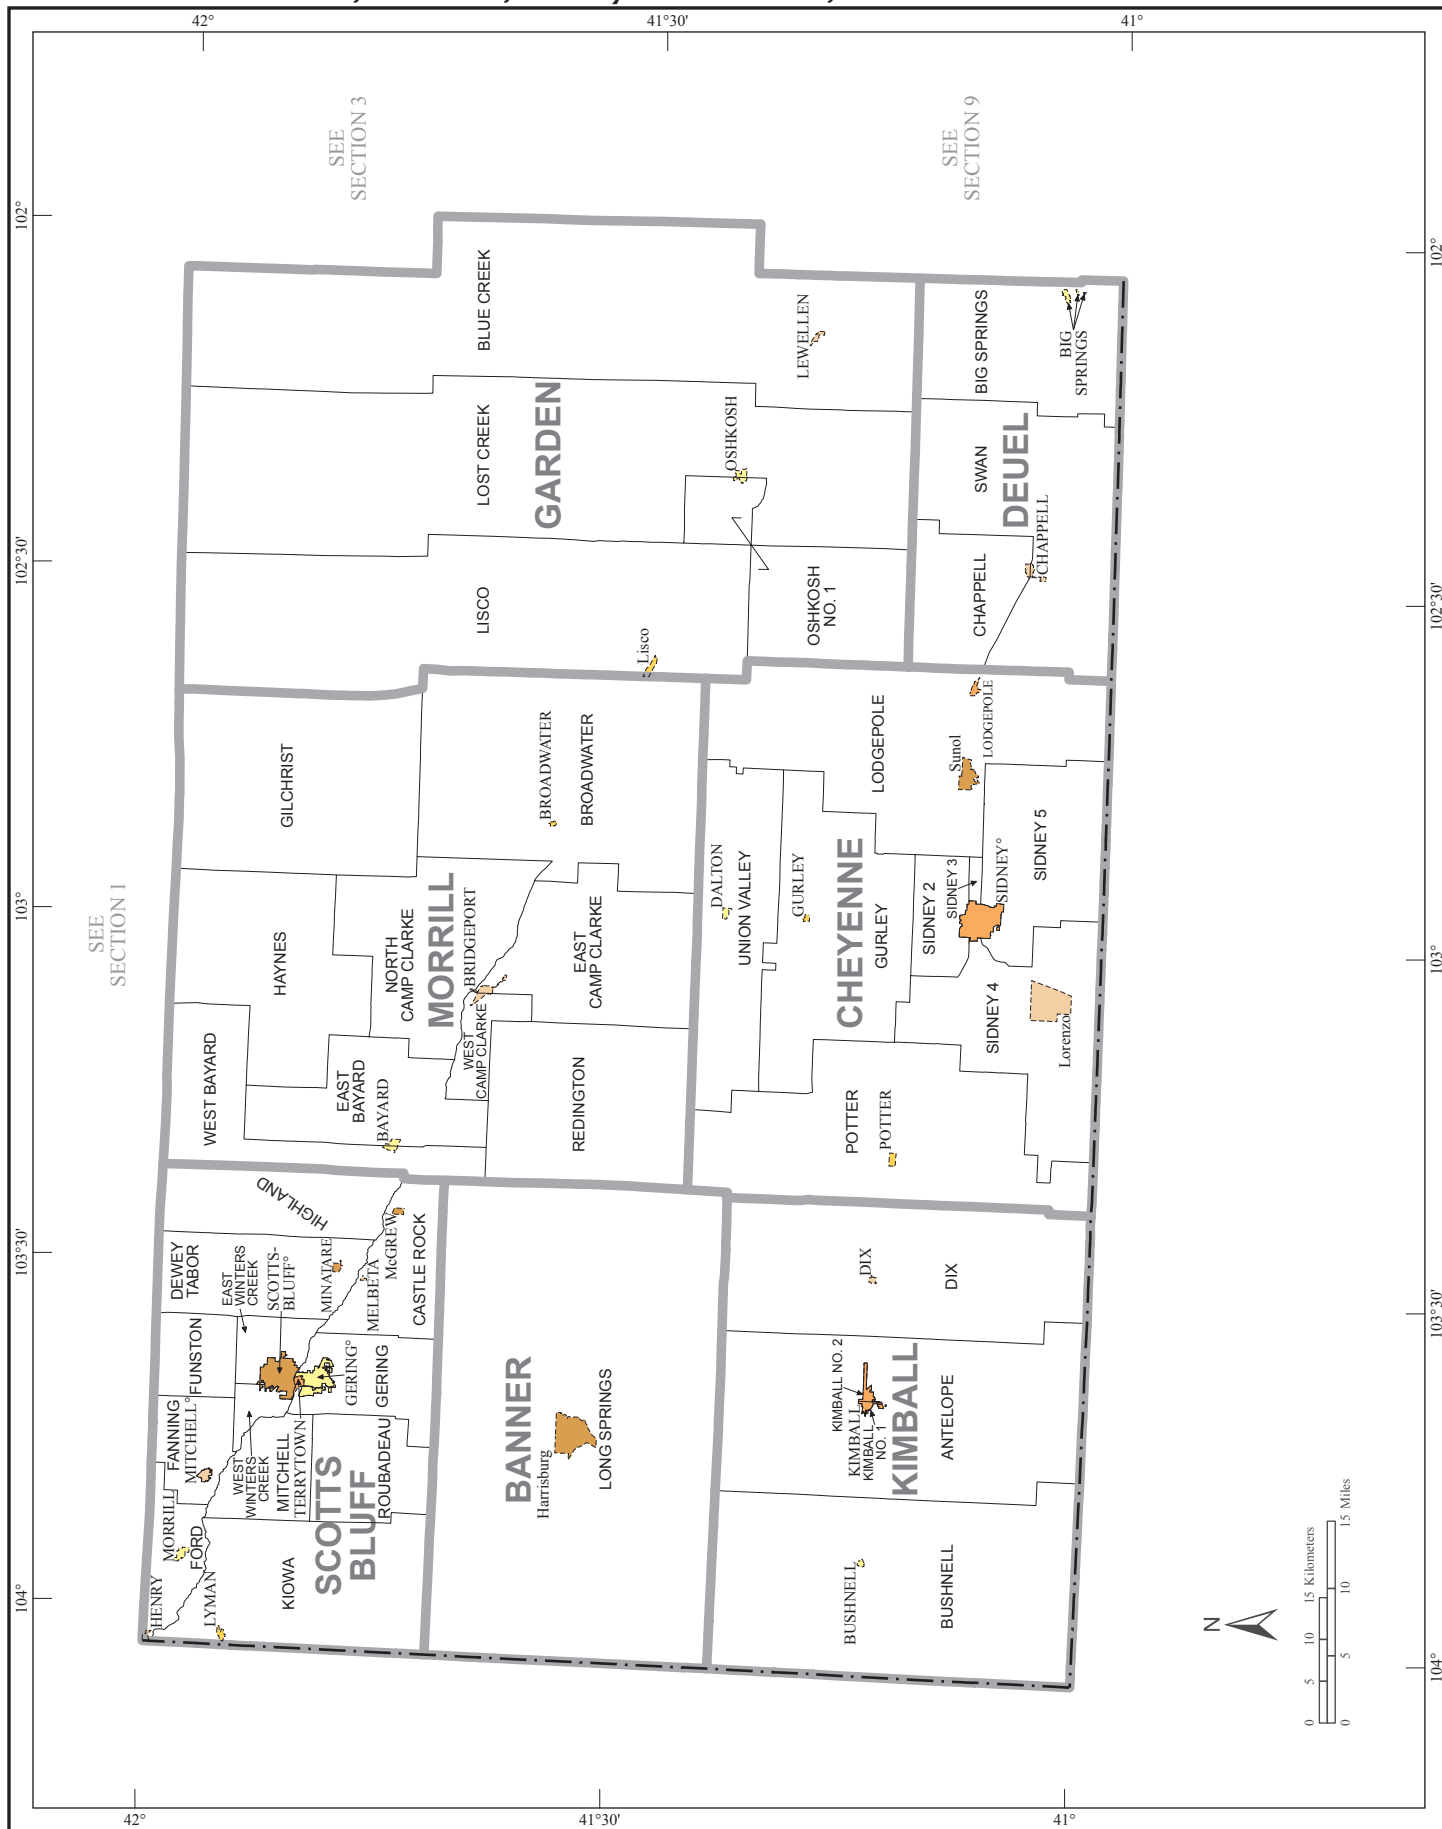 42°
41°30'
41°
102°
102°30'
103°
103°30'
104°
102°
102°30'
103°
103°30'
104°
42°
41°30'
41°
SEE
SECTION 3
SEE
SECTION 9
SEE
SECTION 1
GARDEN
BLUE CREEK
LOST CREEK
LISCO
OSHKOSH
NO. 1
LEWELLEN
OSHKOSH
Lisco
DEUEL
BIG SPRINGS
SWAN
CHAPPELL
BIG
SPRINGS
CHAPPELL
MORRILL
GILCHRIST
HAYNES
WEST BAYARD
EAST
BAYARD
BAYARD
NORTH
CAMP CLARKE
BRIDGEPORT
WEST
CAMP CLARKE
EAST
CAMP CLARKE
REDINGTON
BROADWATER
BROADWATER
CHEYENNE
LODGEPOLE
LODGEPOLE
Sunol
UNION VALLEY
DALTON
GURLEY
GURLEY
SIDNEY 2
SIDNEY 3
SIDNEY°
SIDNEY 5
SIDNEY 4
Lorenzo
POTTER
POTTER
SCOTTS
BLUFF
HIGHLAND
DEWEY
TABOR
EAST
WINTERS
CREEK
SCOTTS-
BLUFF°
MINATARE
MELBETA
McGREW
CASTLE ROCK
FUNSTON
GERING°
GERING
FANNING
MITCHELL°
WEST
WINTERS
CREEK
MITCHELL
TERRYTOWN
ROUBADEAU
MORRILL
FORD
KIOWA
HENRY
LYMAN
BANNER
Harrisburg
LONG SPRINGS
KIMBALL
DIX
DIX
KIMBALL NO. 2
KIMBALL
KIMBALL
NO. 1
ANTELOPE
BUSHNELL
BUSHNELL
N
0 5 10 15 Kilometers
0 5 10 15 Miles